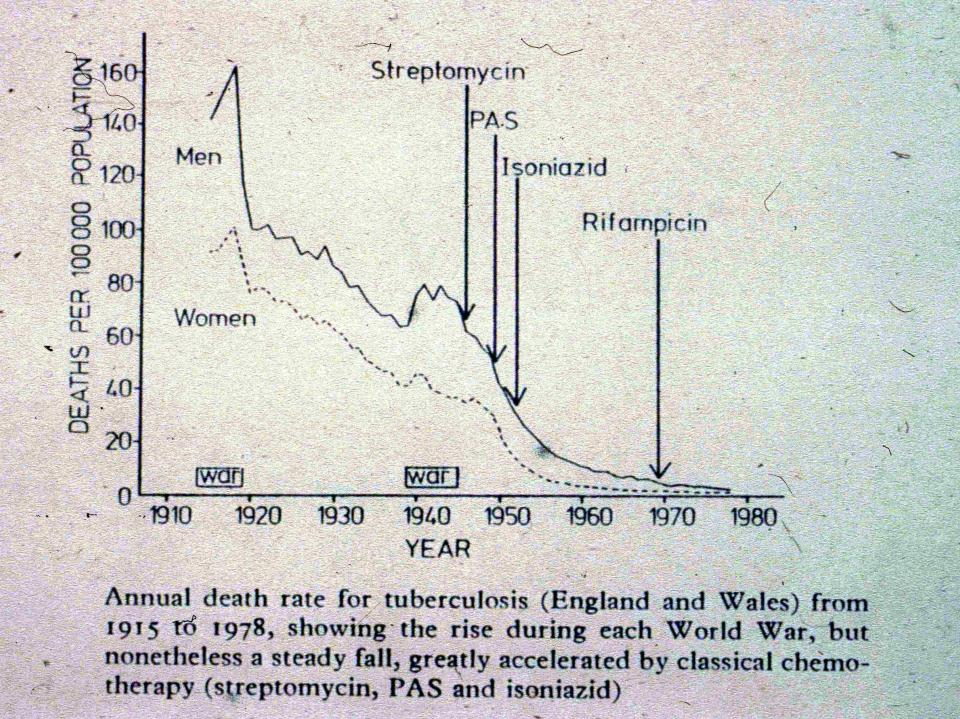 DEATHS PER 100000 POPULATION
160
140
120
100
80
60
40
20
0
Men
Women
Streptomycin
PAS
Isoniazid
Rifampicin
war
war
1910 1920 1930 1940 1950 1960 1970 1980
YEAR
Annual death rate for tuberculosis (England and Wales) from
1915 to 1978, showing the rise during each World War, but
nonetheless a steady fall, greatly accelerated by classical chemo-
therapy (streptomycin, PAS and isoniazid)